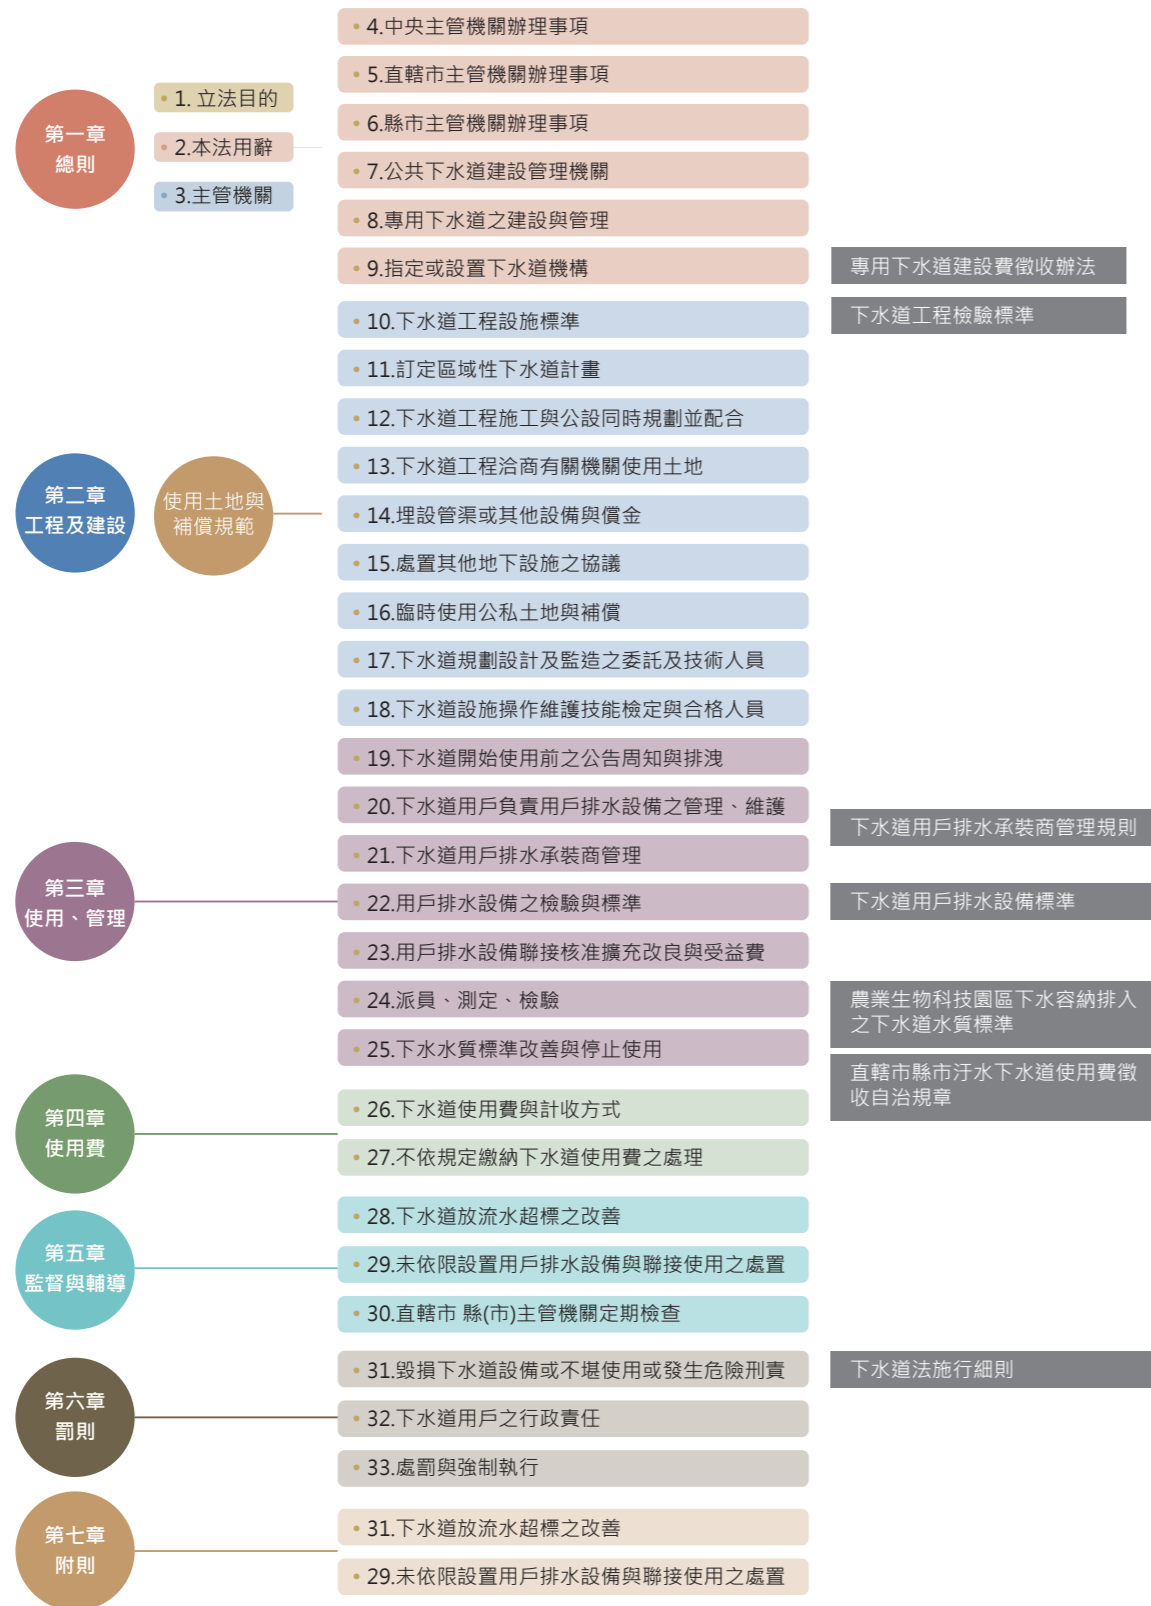 第一章
總則
1. 立法目的
2.本法用辭
3.主管機關
4.中央主管機關辦理事項
5.直轄市主管機關辦理事項
6.縣市主管機關辦理事項
7.公共下水道建設管理機關
8.專用下水道之建設與管理
9.指定或設置下水道機構
專用下水道建設費徵收辦法
第二章
工程及建設
使用土地與
補償規範
10.下水道工程設施標準
下水道工程檢驗標準
11.訂定區域性下水道計畫
12.下水道工程施工與公設同時規劃並配合
13.下水道工程洽商有關機關使用土地
14.埋設管渠或其他設備與償金
15.處置其他地下設施之協議
16.臨時使用公私土地與補償
17.下水道規劃設計及監造之委託及技術人員
18.下水道設施操作維護技能檢定與合格人員
第三章
使用、管理
19.下水道開始使用前之公告周知與排洩
20.下水道用戶負責用戶排水設備之管理、維護
下水道用戶排水承裝商管理規則
21.下水道用戶排水承裝商管理
22.用戶排水設備之檢驗與標準
下水道用戶排水設備標準
23.用戶排水設備聯接核准擴充改良與受益費
24.派員、測定、檢驗
農業生物科技園區下水容納排入
之下水道水質標準
25.下水水質標準改善與停止使用
直轄市縣市汙水下水道使用費徵
收自治規章
第四章
使用費
26.下水道使用費與計收方式
27.不依規定繳納下水道使用費之處理
第五章
監督與輔導
28.下水道放流水超標之改善
29.未依限設置用戶排水設備與聯接使用之處置
30.直轄市 縣(市)主管機關定期檢查
第六章
罰則
31.毀損下水道設備或不堪使用或發生危險刑責
下水道法施行細則
32.下水道用戶之行政責任
33.處罰與強制執行
第七章
附則
31.下水道放流水超標之改善
29.未依限設置用戶排水設備與聯接使用之處置